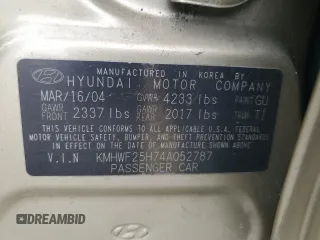 MANUFACTURED IN KOREA BY
HYUNDAI MOTOR COMPANY
MAR/16/04 GVWR 4233 lbs PAINT GU
GAWR FRONT 2337 lbs GAWR REAR 2017 lbs TRIM TI
THIS VEHICLE CONFORMS TO ALL APPLICABLE U.S.A. FEDERAL
MOTOR VEHICLE SAFETY, BUMPER, AND THEFT PREVENTION STANDARDS
IN EFFECT ON THE DATE OF MANUFACTURE SHOWN ABOVE.
V.I.N KMHWF25H74A052787
PASSENGER CAR